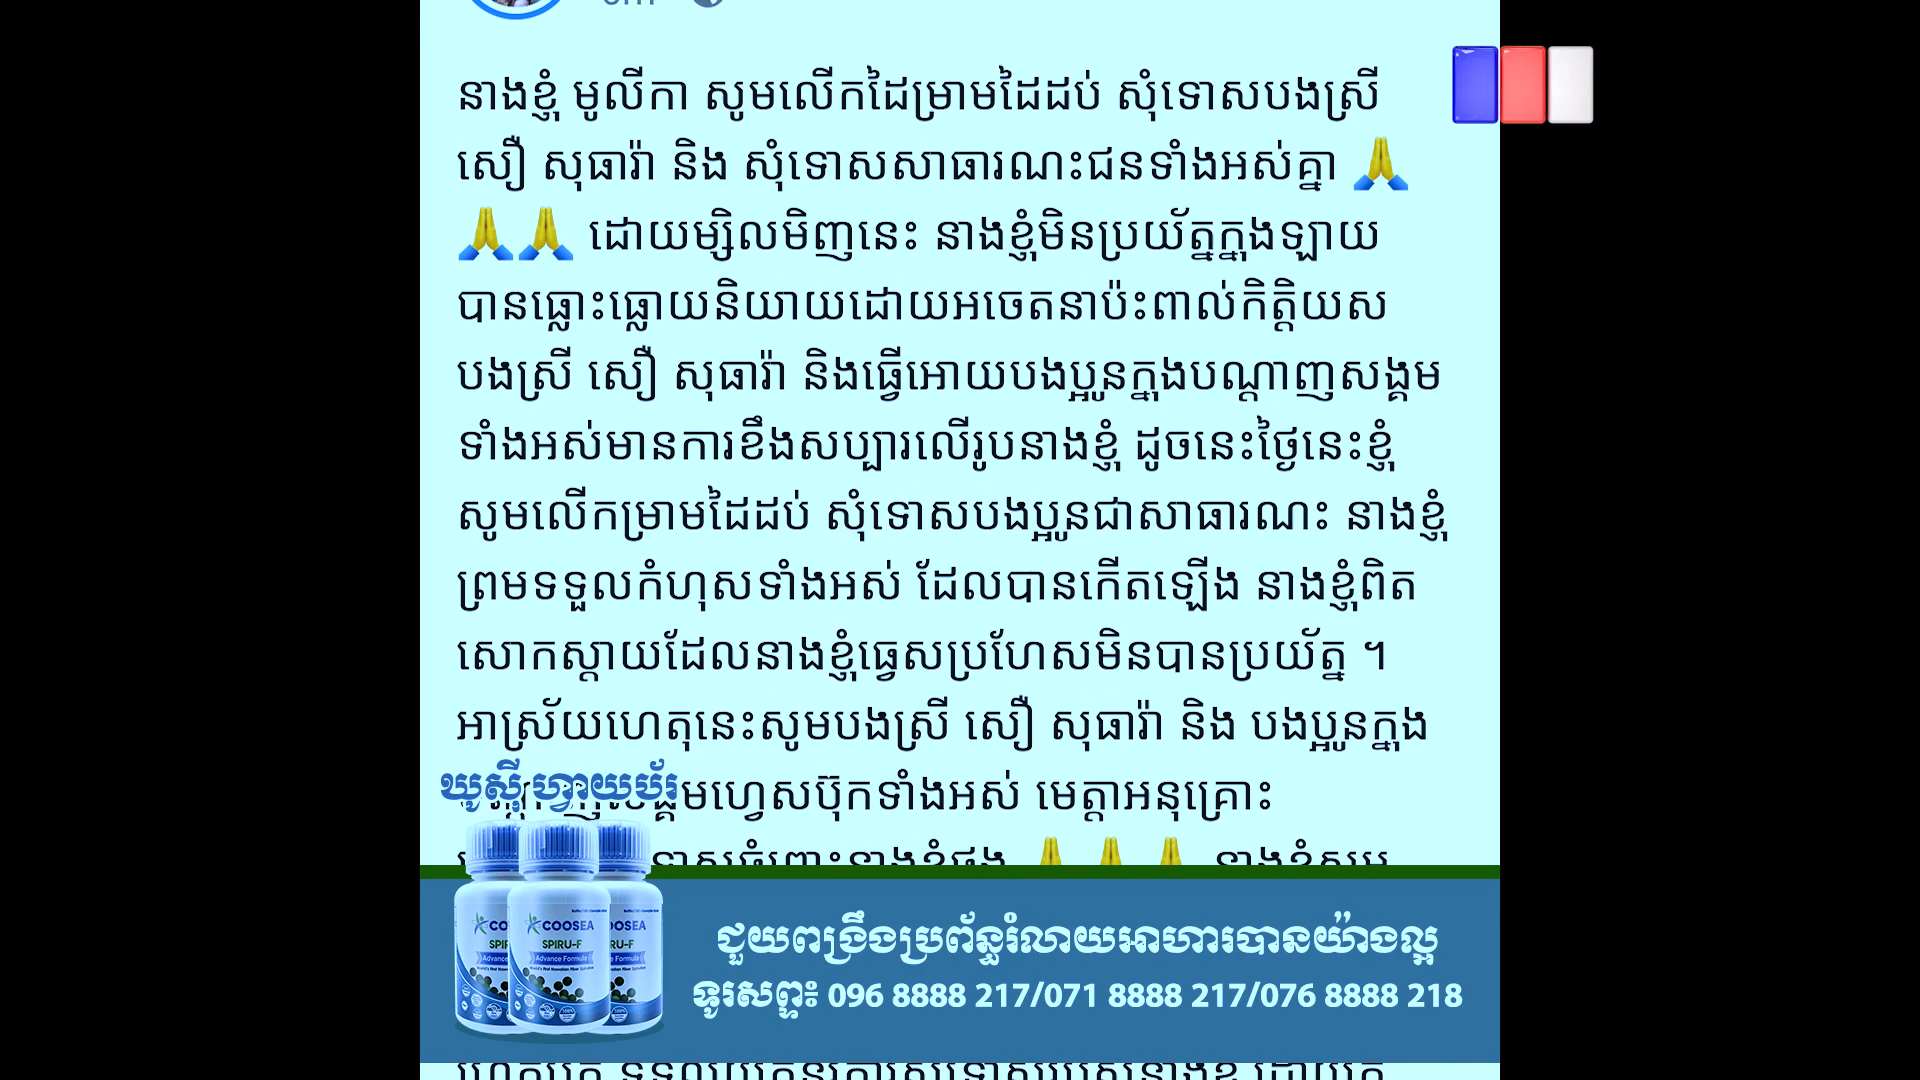 នាងខ្ញុំ មូលីកា សូមលើកដៃម្រាមដៃដប់ សុំទោសបងស្រី
សឿ សុធារ៉ា និង សុំទោសសាធារណះជនទាំងអស់គ្នា 🙏
🙏🙏 ដោយម្សិលមិញនេះ នាងខ្ញុំមិនប្រយ័ត្នក្នុងឡាយ
បានធ្លោះធ្លោយនិយាយដោយអចេតនាប៉ះពាល់កិត្តិយស
បងស្រី សឿ សុធារ៉ា និងធ្វើអោយបងប្អូនក្នុងបណ្តាញសង្គម
ទាំងអស់មានការខឹងសប្បារលើរូបនាងខ្ញុំ ដូចនេះថ្ងៃនេះខ្ញុំ
សូមលើកម្រាមដៃដប់ សុំទោសបងប្អូនជាសាធារណះ នាងខ្ញុំ
ព្រមទទួលកំហុសទាំងអស់ ដែលបានកើតឡើង នាងខ្ញុំពិត
សោកស្តាយដែលនាងខ្ញុំធ្វេសប្រហែសមិនបានប្រយ័ត្ន ។
អាស្រ័យហេតុនេះសូមបងស្រី សឿ សុធារ៉ា និង បងប្អូនក្នុង
ហ្វេសប៊ុកទាំងអស់ មេត្តាអនុគ្រោះ
ឃូស៊ី ហ្វាយប័រ
🙏🙏🙏 នាងខ្ញុំសូម
COOSEA
SPIRU-F
Advance Formula
ជួយពង្រឹងប្រព័ន្ធរំលាយអាហារបានយ៉ាងល្អ
ទូរសព្ទ៖ 096 8888 217/071 8888 217/076 8888 218